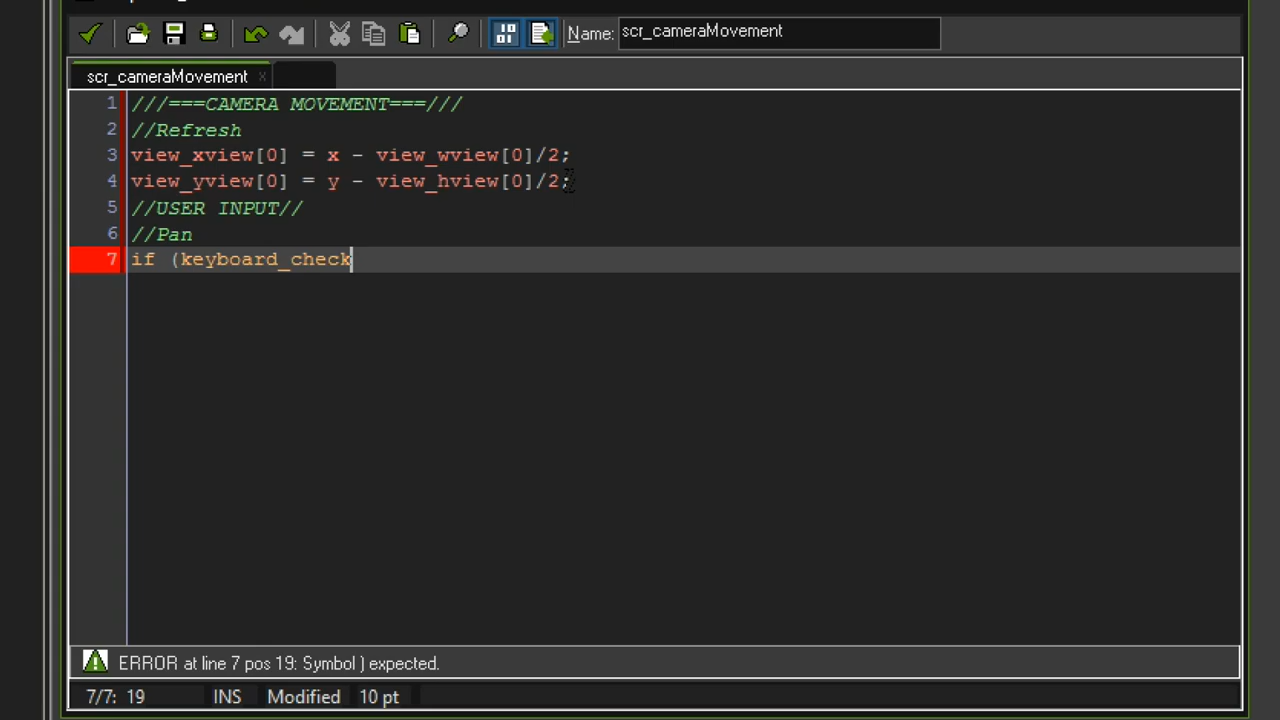 Name: scr_cameraMovement
scr_cameraMovement x
1 ///===CAMERA MOVEMENT===///
2 //Refresh
3 view_xview[0] = x - view_wview[0]/2;
4 view_yview[0] = y - view_hview[0]/2;
5 //USER INPUT//
6 //Pan
7 if (keyboard_check
ERROR at line 7 pos 19: Symbol ) expected.
7/7: 19 INS Modified 10 pt